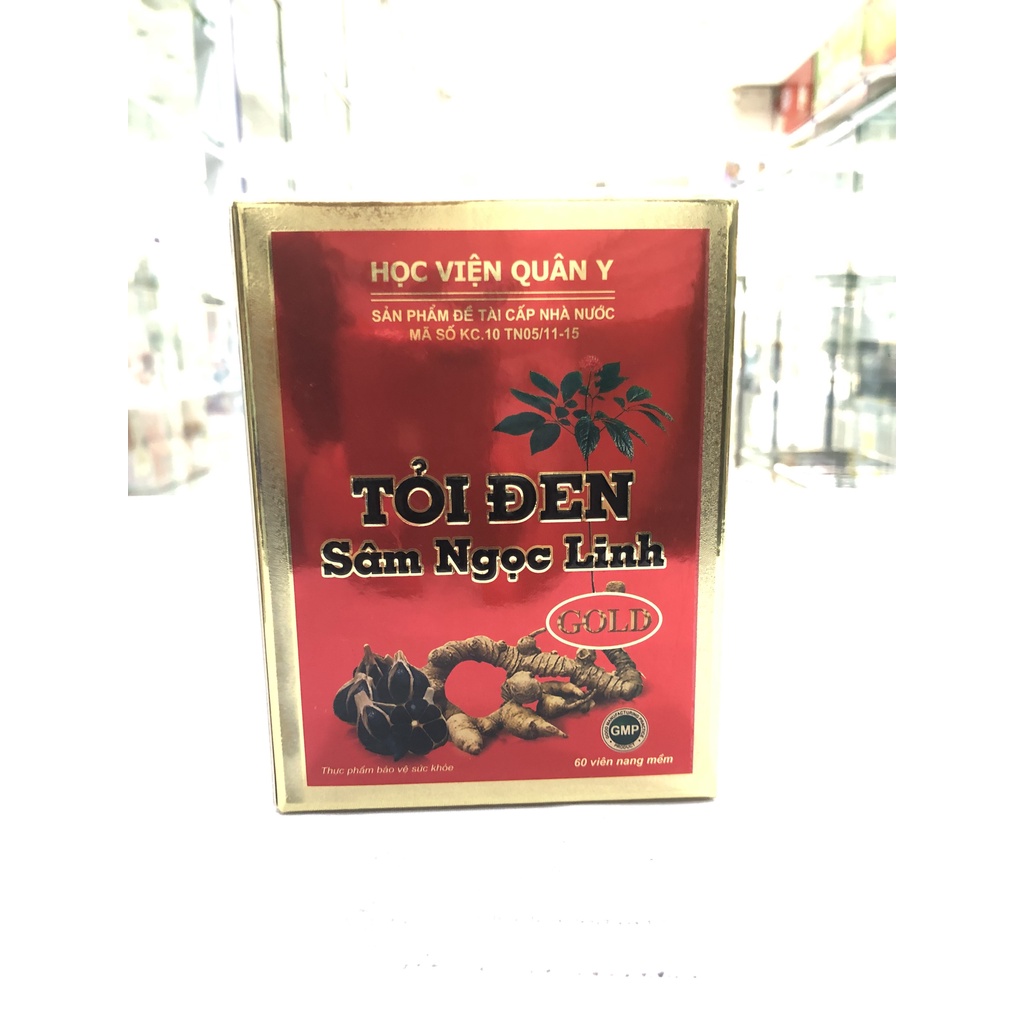 HỌC VIỆN QUÂN Y
SẢN PHẨM ĐỀ TÀI CẤP NHÀ NƯỚC
MÃ SỐ KC.10 TN05/11-15
TỎI ĐEN
Sâm Ngọc Linh
GOLD
GMP
60 viên nang mềm
Thực phẩm bảo vệ sức khỏe